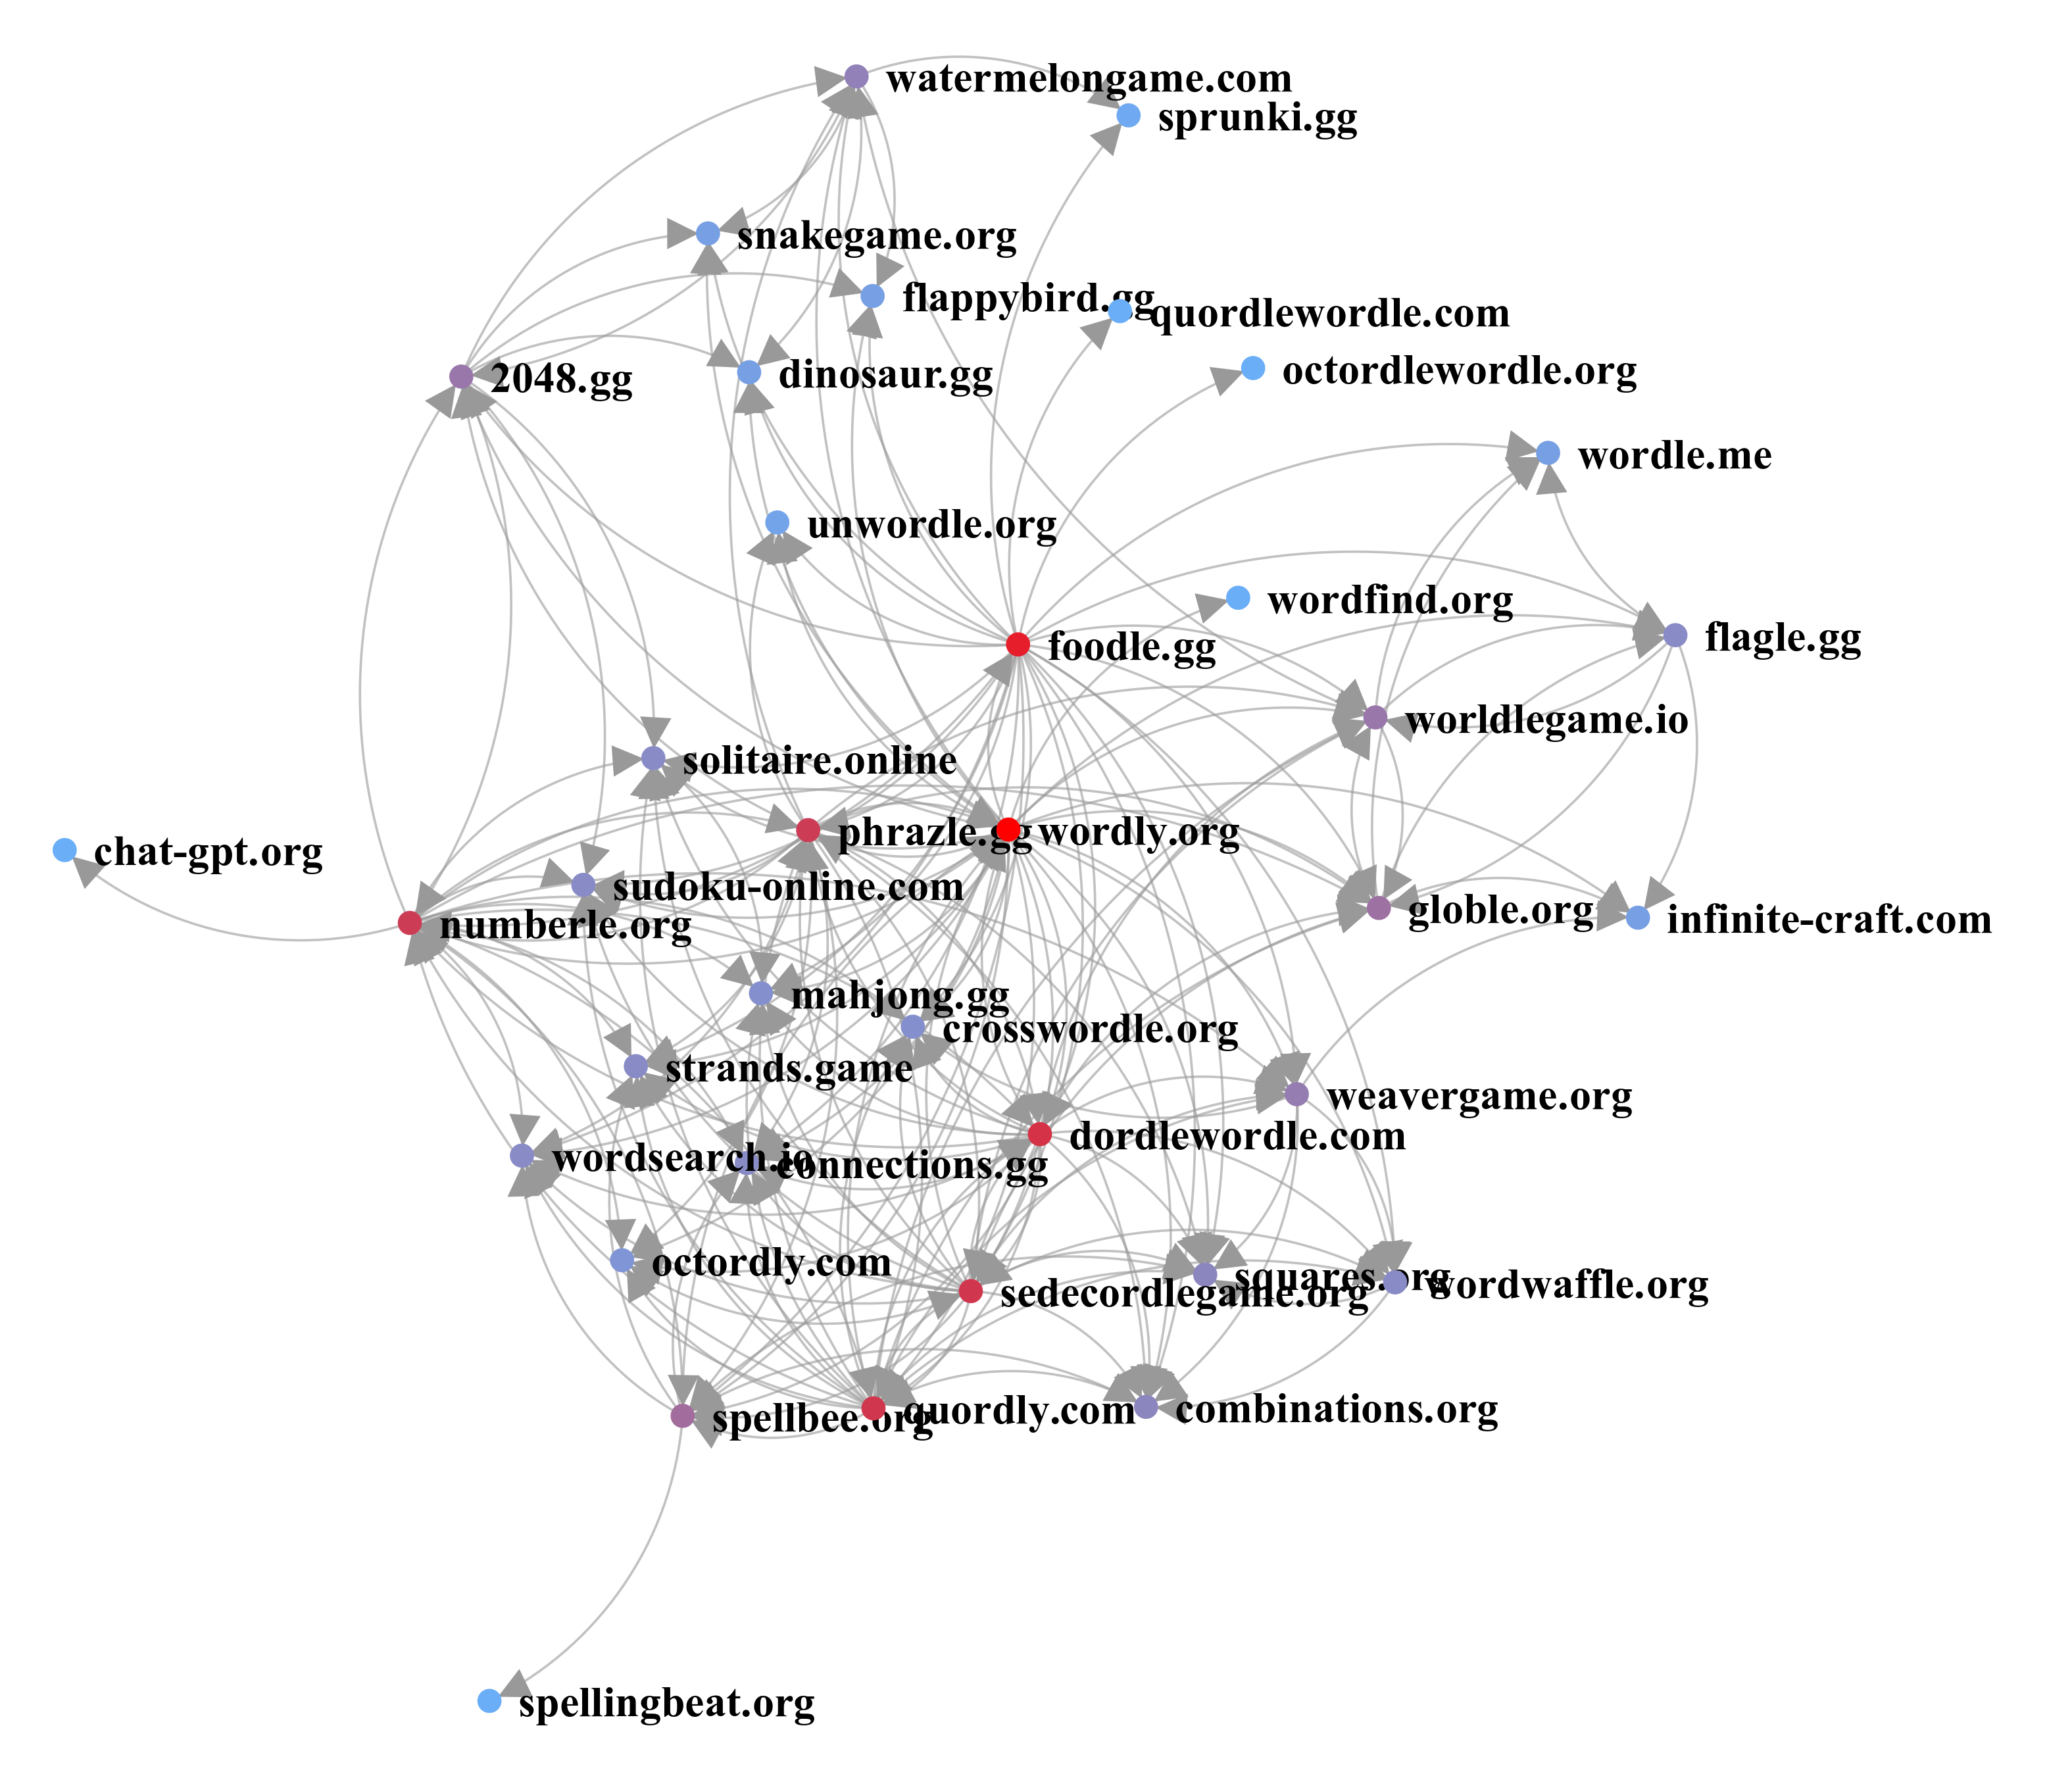 watermelongame.com
sprunki.gg
snakegame.org
flappybird.gg
quordlewordle.com
octordlewordle.org
dinosaur.gg
2048.gg
wordle.me
unwordle.org
wordfind.org
foodle.gg
flagle.gg
worldlegame.io
solitaire.online
phrazle.gg
wordly.org
chat-gpt.org
sudoku-online.com
numberle.org
globle.org
infinite-craft.com
mahjong.gg
crosswordle.org
strands.game
weavergame.org
dordlewordle.com
wordsearch.io
connections.gg
octordly.com
squares.org
wordwaffle.org
sedecordlegame.org
spellbee.org
quordly.com
combinations.org
spellingbeat.org